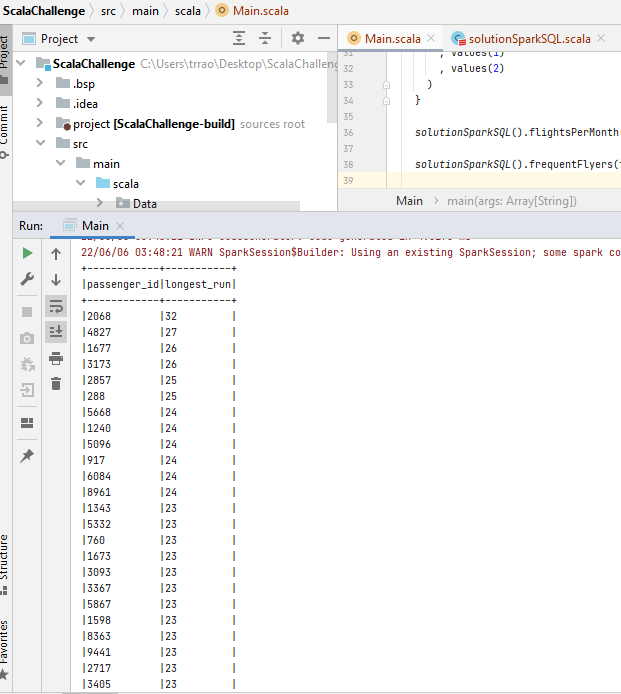 ScalaChallenge > src > main > scala > Main.scala
Project
Project
Main.scala
solutionSparkSQL.scala
ScalaChallenge C:\Users\trrao\Desktop\ScalaChalleng
.bsp
.idea
project [ScalaChallenge-build] sources root
src
main
scala
Data
Commit
31 , values(1)
32 , values(2)
33 )
34 }
35
36 solutionSparkSQL().flightsPerMonth(
37
38 solutionSparkSQL().frequentFlyers(
39
Main > main(args: Array[String])
Run: Main
22/06/06 03:48:21 WARN SparkSession$Builder: Using an existing SparkSession; some spark co
+------------+-----------+
|passenger_id|longest_run|
+------------+-----------+
|2068 |32 |
|4827 |27 |
|1677 |26 |
|3173 |26 |
|2857 |25 |
|288 |25 |
|5668 |24 |
|1240 |24 |
|5096 |24 |
|917 |24 |
|6084 |24 |
|8961 |24 |
|1343 |23 |
|5332 |23 |
|760 |23 |
|1673 |23 |
|3093 |23 |
|3367 |23 |
|5867 |23 |
|1598 |23 |
|8363 |23 |
|9441 |23 |
|2717 |23 |
|3405 |23 |
Structure
Favorites